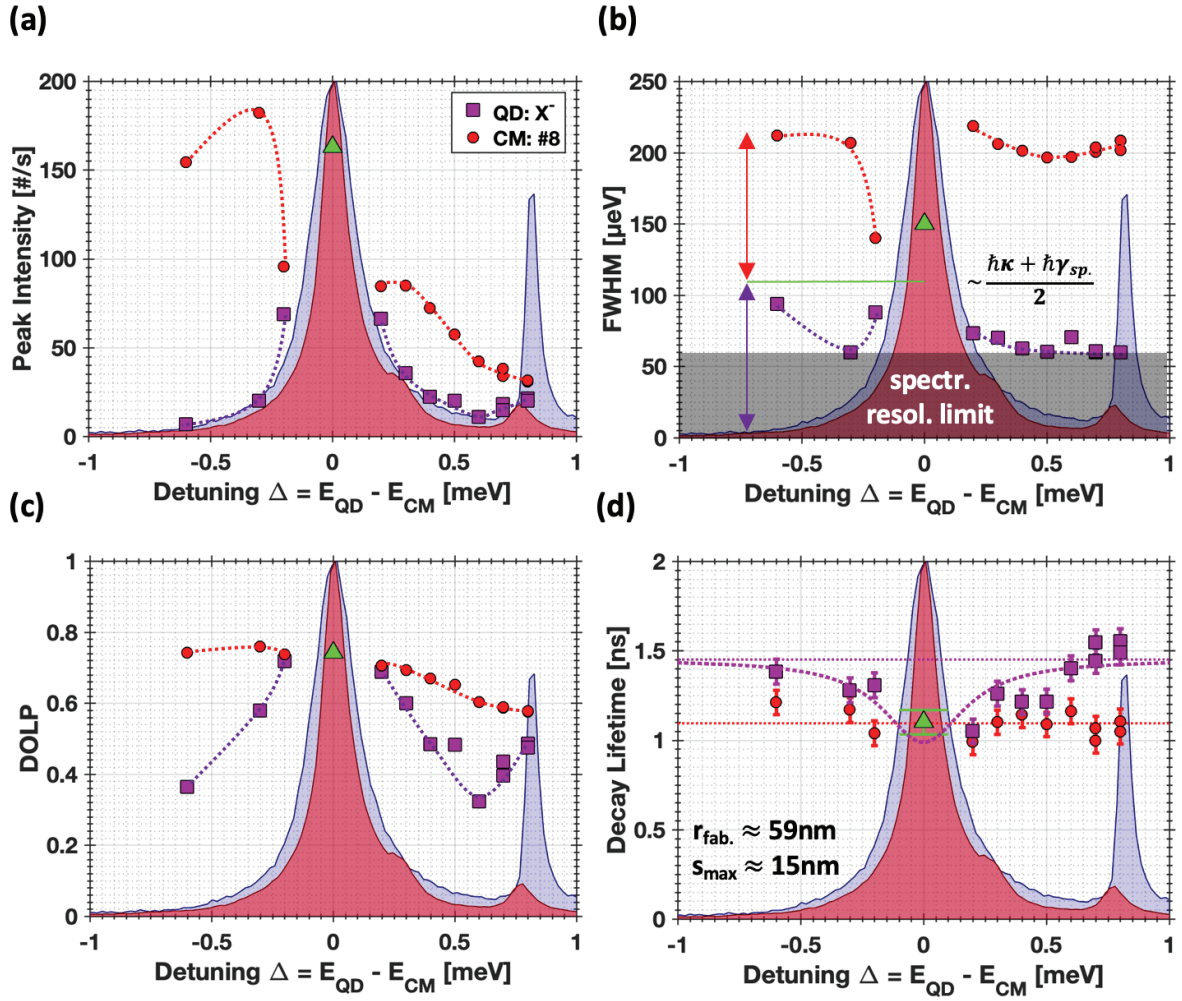 (a)
200
150
100
50
0
Peak Intensity [#/s]
QD: X⁻
CM: #8
-1
-0.5
0
0.5
1
Detuning Δ = E_QD - E_CM [meV]
(b)
250
200
150
100
50
0
FWHM [µeV]
~ (ħκ + ħγ_sp.) / 2
spectr.
resol. limit
-1
-0.5
0
0.5
1
Detuning Δ = E_QD - E_CM [meV]
(c)
1
0.8
0.6
0.4
0.2
0
DOLP
-1
-0.5
0
0.5
1
Detuning Δ = E_QD - E_CM [meV]
(d)
2
1.5
1
0.5
0
Decay Lifetime [ns]
r_fab. ≈ 59nm
s_max ≈ 15nm
-1
-0.5
0
0.5
1
Detuning Δ = E_QD - E_CM [meV]